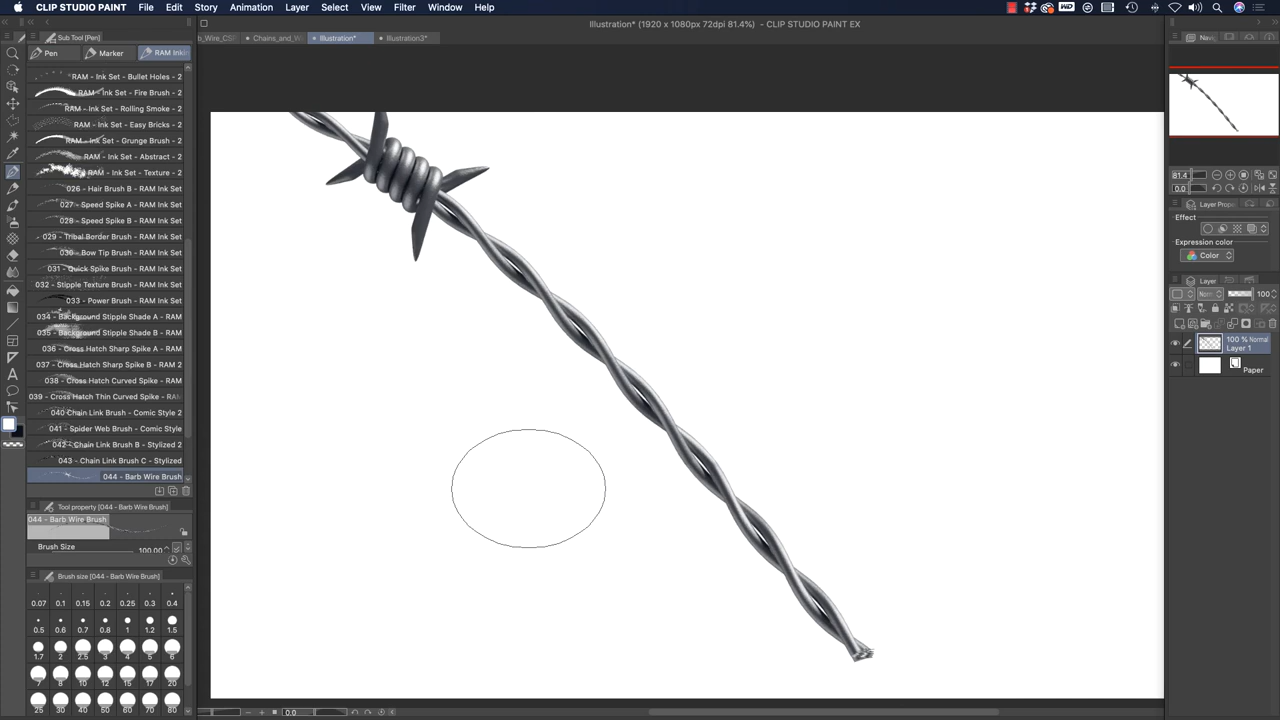 CLIP STUDIO PAINT File Edit Story Animation Layer Select View Filter Window Help
Illustration* (1920 x 1080px 72dpi 81.4%) - CLIP STUDIO PAINT EX
Sub Tool [Pen]
b_Wire_CS Chains_and_W Illustration* Illustration3*
Pen Marker RAM Inki
RAM - Ink Set - Bullet Holes - 2
RAM - Ink Set - Fire Brush - 2
RAM - Ink Set - Rolling Smoke - 2
RAM - Ink Set - Easy Bricks - 2
RAM - Ink Set - Grunge Brush - 2
RAM - Ink Set - Abstract - 2
RAM - Ink Set - Texture - 2
026 - Hair Brush B - RAM Ink Set
027 - Speed Spike A - RAM Ink Set
028 - Speed Spike B - RAM Ink Set
029 - Tribal Border Brush - RAM Ink Set
030 - Bow Tip Brush - RAM Ink Set
031 - Quick Spike Brush - RAM Ink Set
032 - Stipple Texture Brush - RAM Ink Set
033 - Power Brush - RAM Ink Set
034 - Background Stipple Shade A - RAM
035 - Background Stipple Shade B - RAM
036 - Cross Hatch Sharp Spike A - RAM
037 - Cross Hatch Sharp Spike B - RAM 2
038 - Cross Hatch Curved Spike - RAM
039 - Cross Hatch Thin Curved Spike - RAM
040 Chain Link Brush - Comic Style 2
041 - Spider Web Brush - Comic Style
042 - Chain Link Brush B - Stylized 2
043 - Chain Link Brush C - Stylized
044 - Barb Wire Brush
Tool property [044 - Barb Wire Brush]
044 - Barb Wire Brush
Brush Size 100.00
Brush size [044 - Barb Wire Brush]
0.07 0.1 0.15 0.2 0.25 0.3 0.4
0.5 0.6 0.7 0.8 1 1.2 1.5
1.7 2 2.5 3 4 5 6
7 8 10 12 15 17 20
25 30 40 50 60 70 80
0.0
Navi
81.4
0.0
Layer Prope
Effect
Expression color
Color
Layer
Norm 100
100 % Normal
Layer 1
Paper